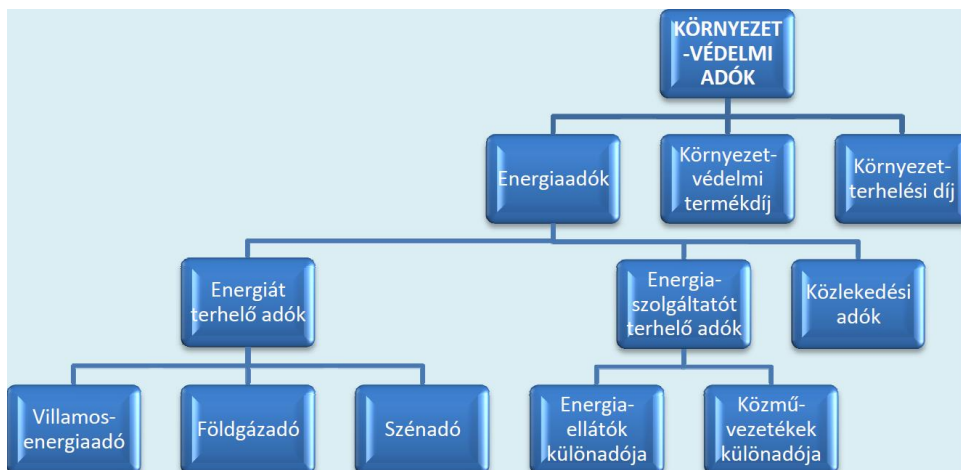 KÖRNYEZET
-VÉDELMI
ADÓK
Energiaadók
Környezet-
védelmi
termékdíj
Környezet-
terhelési díj
Energiát
terhelő adók
Energia-
szolgáltatót
terhelő adók
Közlekedési
adók
Villamos-
energiaadó
Földgázadó
Szénadó
Energia-
ellátók
különadója
Közmű-
vezetékek
különadója